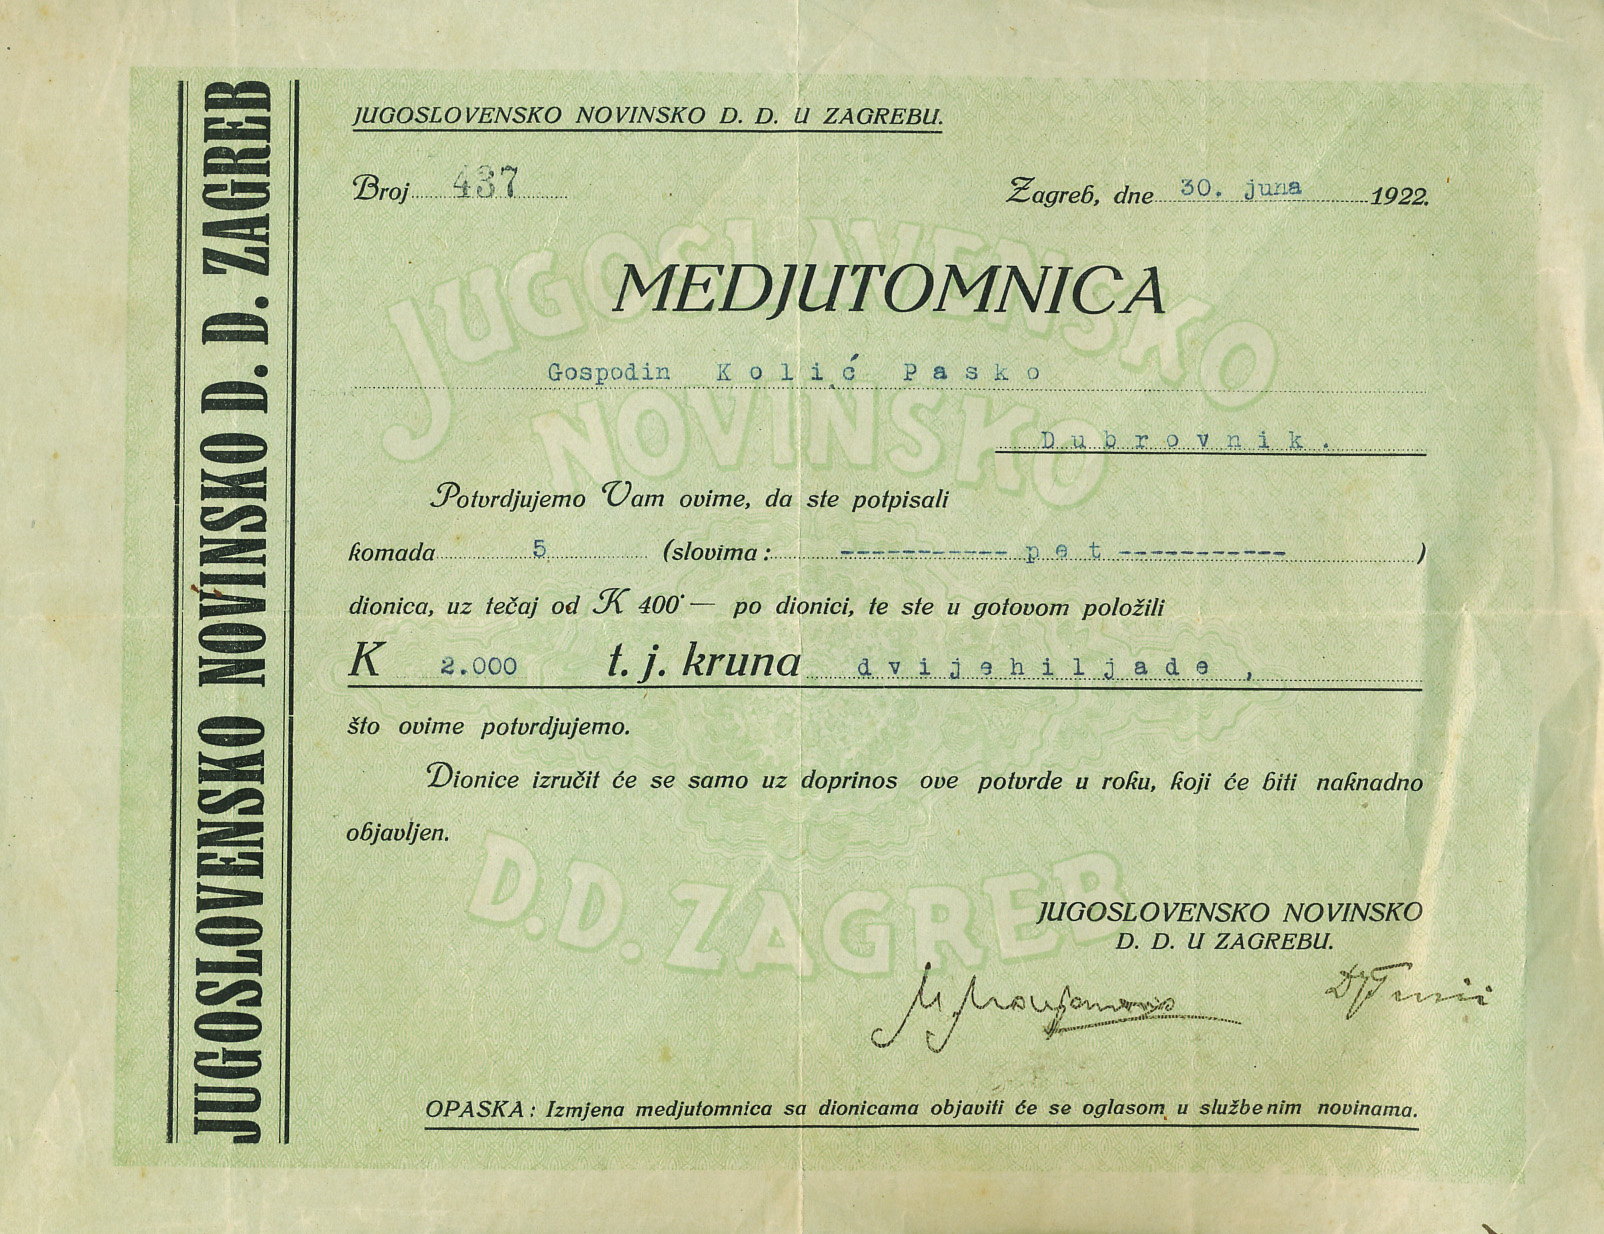 JUGOSLOVENSKO NOVINSKO D. D. ZAGREB
JUGOSLOVENSKO NOVINSKO D. D. U ZAGREBU.
Broj 437
Zagreb, dne 30. juna 1922.
JUGOSLAVENSKO
NOVINSKO
D.D. ZAGREB
MEDJUTOMNICA
Gospodin Kolić Pasko
Dubrovnik.
Potvrdjujemo Vam ovime, da ste potpisali
komada 5 (slovima: ----------- pet ----------- )
dionica, uz tečaj od K 400·— po dionici, te ste u gotovom položili
K 2.000 t. j. kruna dvijehiljade,
što ovime potvrdjujemo.
Dionice izručit će se samo uz doprinos ove potvrde u roku, koji će biti naknadno
objavljen.
JUGOSLOVENSKO NOVINSKO
D. D. U ZAGREBU.
OPASKA: Izmjena medjutomnica sa dionicama objaviti će se oglasom u službenim novinama.